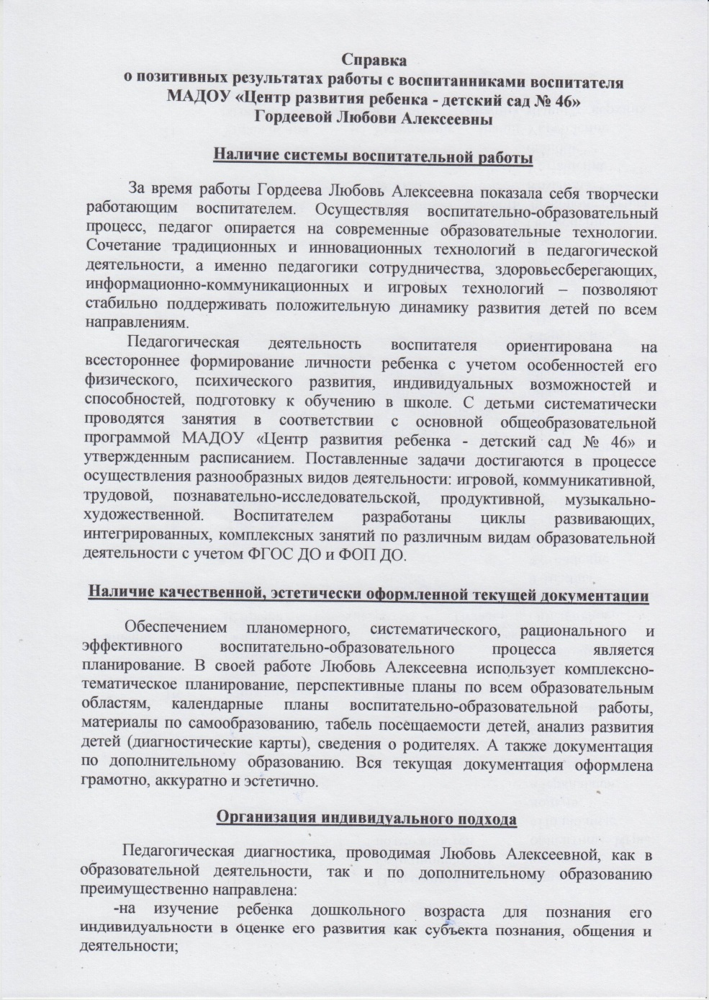 Справка
о позитивных результатах работы с воспитанниками воспитателя
МАДОУ «Центр развития ребенка - детский сад № 46»
Гордеевой Любови Алексеевны
Наличие системы воспитательной работы
За время работы Гордеева Любовь Алексеевна показала себя творчески
работающим воспитателем. Осуществляя воспитательно-образовательный
процесс, педагог опирается на современные образовательные технологии.
Сочетание традиционных и инновационных технологий в педагогической
деятельности, а именно педагогики сотрудничества, здоровьесберегающих,
информационно-коммуникационных и игровых технологий – позволяют
стабильно поддерживать положительную динамику развития детей по всем
направлениям.
Педагогическая деятельность воспитателя ориентирована на
всестороннее формирование личности ребенка с учетом особенностей его
физического, психического развития, индивидуальных возможностей и
способностей, подготовку к обучению в школе. С детьми систематически
проводятся занятия в соответствии с основной общеобразовательной
программой МАДОУ «Центр развития ребенка - детский сад № 46» и
утвержденным расписанием. Поставленные задачи достигаются в процессе
осуществления разнообразных видов деятельности: игровой, коммуникативной,
трудовой, познавательно-исследовательской, продуктивной, музыкально-
художественной. Воспитателем разработаны циклы развивающих,
интегрированных, комплексных занятий по различным видам образовательной
деятельности с учетом ФГОС ДО и ФОП ДО.
Наличие качественной, эстетически оформленной текущей документации
Обеспечением планомерного, систематического, рационального и
эффективного воспитательно-образовательного процесса является
планирование. В своей работе Любовь Алексеевна использует комплексно-
тематическое планирование, перспективные планы по всем образовательным
областям, календарные планы воспитательно-образовательной работы,
материалы по самообразованию, табель посещаемости детей, анализ развития
детей (диагностические карты), сведения о родителях. А также документация
по дополнительному образованию. Вся текущая документация оформлена
грамотно, аккуратно и эстетично.
Организация индивидуального подхода
Педагогическая диагностика, проводимая Любовь Алексеевной, как в
образовательной деятельности, так и по дополнительному образованию
преимущественно направлена:
-на изучение ребенка дошкольного возраста для познания его
индивидуальности в оценке его развития как субъекта познания, общения и
деятельности;